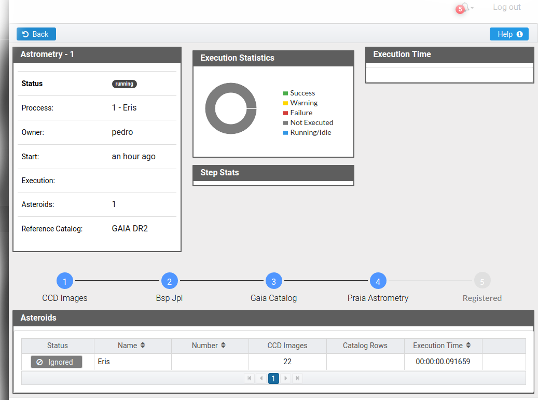 5
Log out
Back
Help
Astrometry - 1
Status running
Proccess: 1 - Eris
Owner: pedro
Start: an hour ago
Execution:
Asteroids: 1
Reference Catalog: GAIA DR2
Execution Statistics
Success
Warning
Failure
Not Executed
Running/Idle
Step Stats
Execution Time
1 2 3 4 5
CCD Images Bsp Jpl Gaia Catalog Praia Astrometry Registered
Asteroids
Status Name Number CCD Images Catalog Rows Execution Time
Ignored Eris 22 00:00:00.091659
1